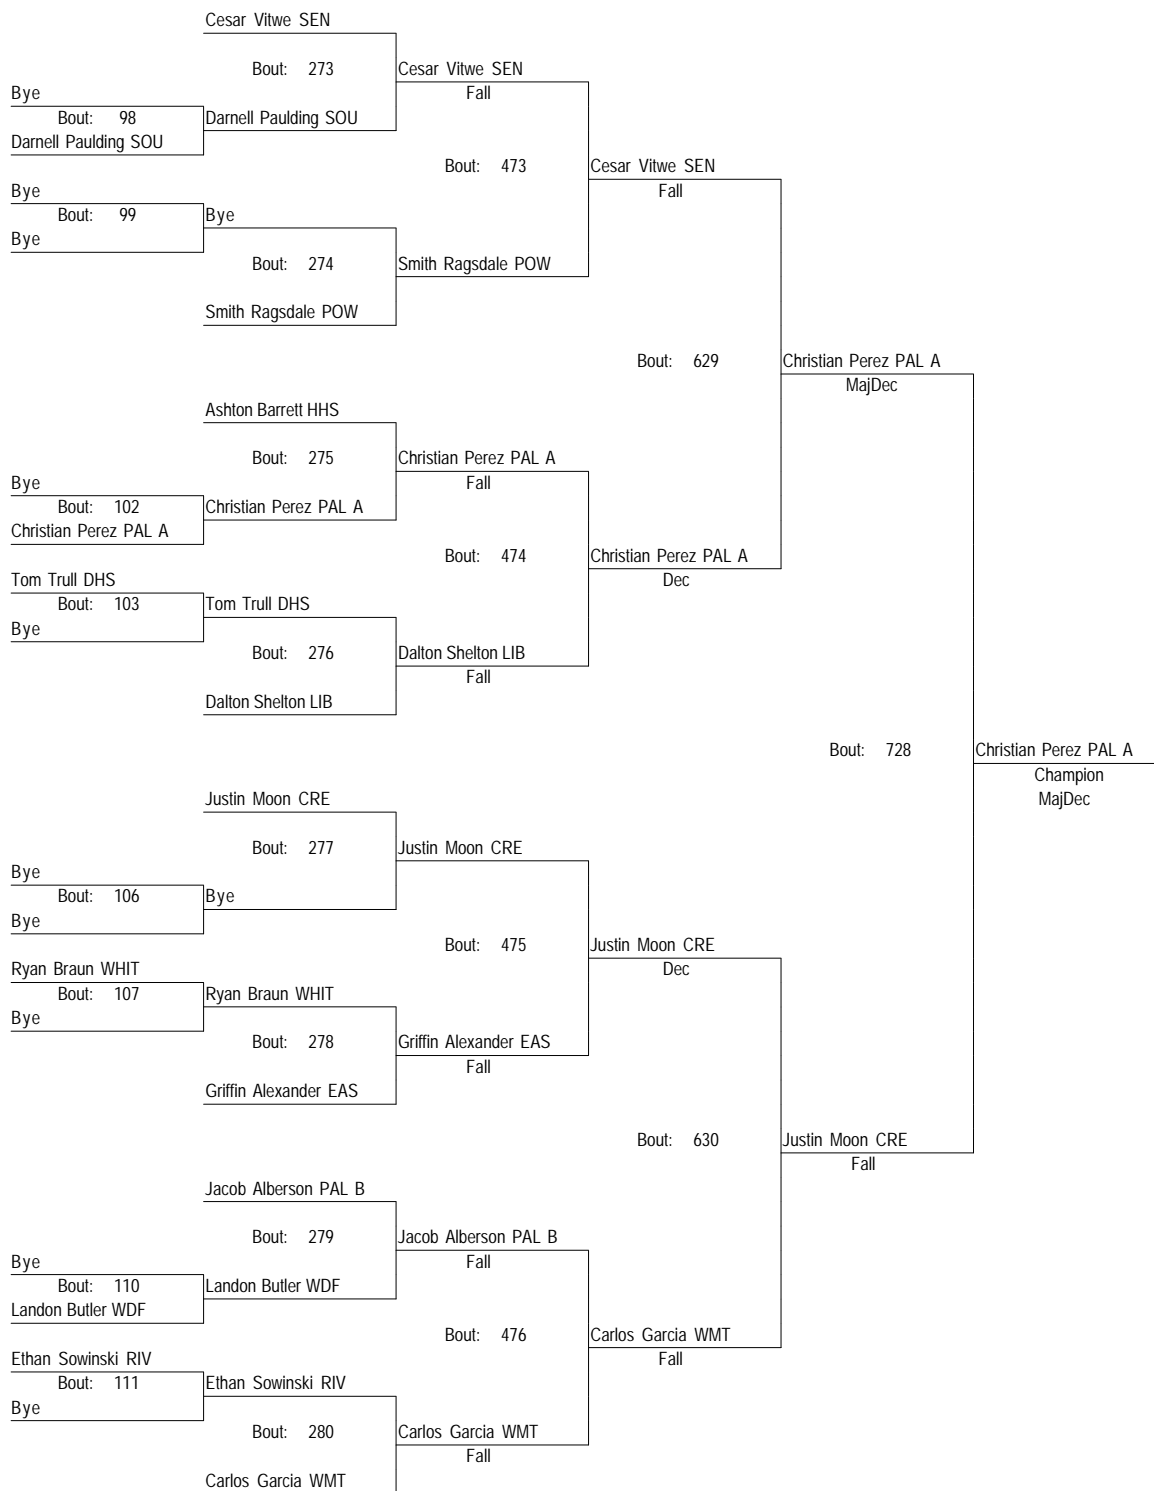 Cesar Vitwe SEN
Bout: 273
Cesar Vitwe SEN
Fall
Bye
Bout: 98
Darnell Paulding SOU
Darnell Paulding SOU
Bout: 473
Cesar Vitwe SEN
Fall
Bye
Bout: 99
Bye
Bye
Bout: 274
Smith Ragsdale POW
Smith Ragsdale POW
Bout: 629
Christian Perez PAL A
MajDec
Ashton Barrett HHS
Bout: 275
Christian Perez PAL A
Fall
Bye
Bout: 102
Christian Perez PAL A
Christian Perez PAL A
Bout: 474
Christian Perez PAL A
Dec
Tom Trull DHS
Bout: 103
Tom Trull DHS
Bye
Bout: 276
Dalton Shelton LIB
Fall
Dalton Shelton LIB
Bout: 728
Christian Perez PAL A
Champion
MajDec
Justin Moon CRE
Bout: 277
Justin Moon CRE
Bye
Bout: 106
Bye
Bye
Bout: 475
Justin Moon CRE
Dec
Ryan Braun WHIT
Bout: 107
Ryan Braun WHIT
Bye
Bout: 278
Griffin Alexander EAS
Fall
Griffin Alexander EAS
Bout: 630
Justin Moon CRE
Fall
Jacob Alberson PAL B
Bout: 279
Jacob Alberson PAL B
Fall
Bye
Bout: 110
Landon Butler WDF
Landon Butler WDF
Bout: 476
Carlos Garcia WMT
Fall
Ethan Sowinski RIV
Bout: 111
Ethan Sowinski RIV
Bye
Bout: 280
Carlos Garcia WMT
Fall
Carlos Garcia WMT